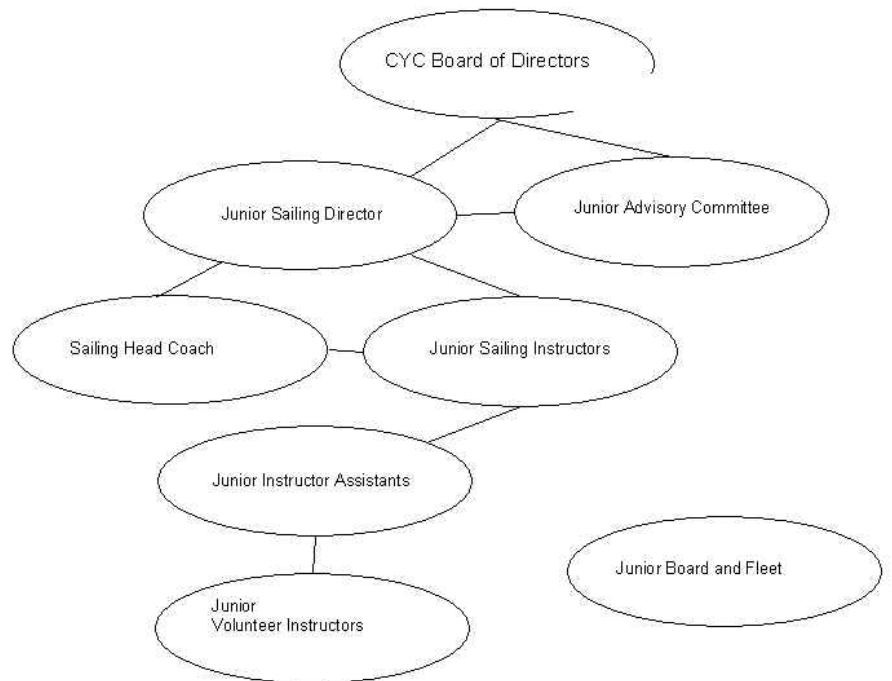 CYC Board of Directors
Junior Sailing Director
Junior Advisory Committee
Sailing Head Coach
Junior Sailing Instructors
Junior Instructor Assistants
Junior Board and Fleet
Junior
Volunteer Instructors